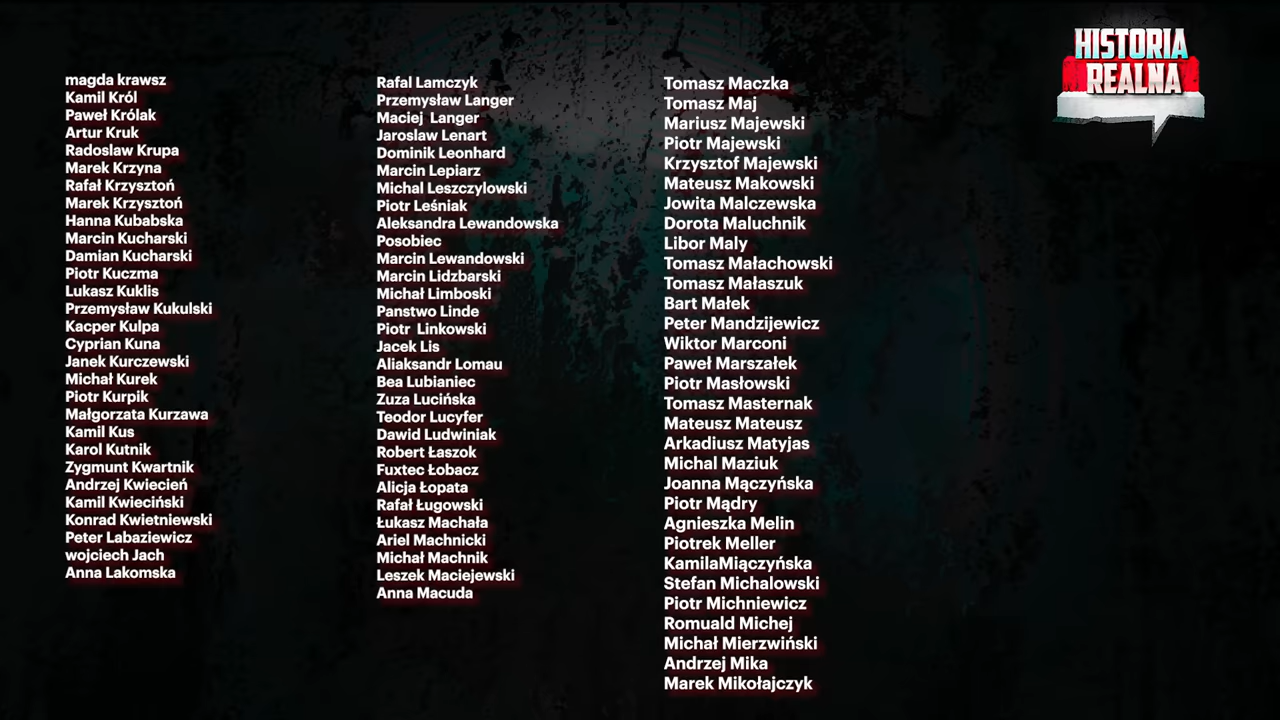 HISTORIA
REALNA
magda krawsz
Kamil Król
Paweł Królak
Artur Kruk
Radoslaw Krupa
Marek Krzyna
Rafał Krzysztoń
Marek Krzysztoń
Hanna Kubabska
Marcin Kucharski
Damian Kucharski
Piotr Kuczma
Lukasz Kuklis
Przemysław Kukulski
Kacper Kulpa
Cyprian Kuna
Janek Kurczewski
Michał Kurek
Piotr Kurpik
Małgorzata Kurzawa
Kamil Kus
Karol Kutnik
Zygmunt Kwartnik
Andrzej Kwiecień
Kamil Kwieciński
Konrad Kwietniewski
Peter Labaziewicz
wojciech Jach
Anna Lakomska
Rafal Lamczyk
Przemysław Langer
Maciej  Langer
Jaroslaw Lenart
Dominik Leonhard
Marcin Lepiarz
Michal Leszczylowski
Piotr Leśniak
Aleksandra Lewandowska
Posobiec
Marcin Lewandowski
Marcin Lidzbarski
Michał Limboski
Panstwo Linde
Piotr  Linkowski
Jacek Lis
Aliaksandr Lomau
Bea Lubianiec
Zuza Lucińska
Teodor Lucyfer
Dawid Ludwiniak
Robert Łaszok
Fuxtec Łobacz
Alicja Łopata
Rafał Ługowski
Łukasz Machała
Ariel Machnicki
Michał Machnik
Leszek Maciejewski
Anna Macuda
Tomasz Maczka
Tomasz Maj
Mariusz Majewski
Piotr Majewski
Krzysztof Majewski
Mateusz Makowski
Jowita Malczewska
Dorota Maluchnik
Libor Maly
Tomasz Małachowski
Tomasz Małaszuk
Bart Małek
Peter Mandzijewicz
Wiktor Marconi
Paweł Marszałek
Piotr Masłowski
Tomasz Masternak
Mateusz Mateusz
Arkadiusz Matyjas
Michal Maziuk
Joanna Mączyńska
Piotr Mądry
Agnieszka Melin
Piotrek Meller
KamilaMiączyńska
Stefan Michalowski
Piotr Michniewicz
Romuald Michej
Michał Mierzwiński
Andrzej Mika
Marek Mikołajczyk